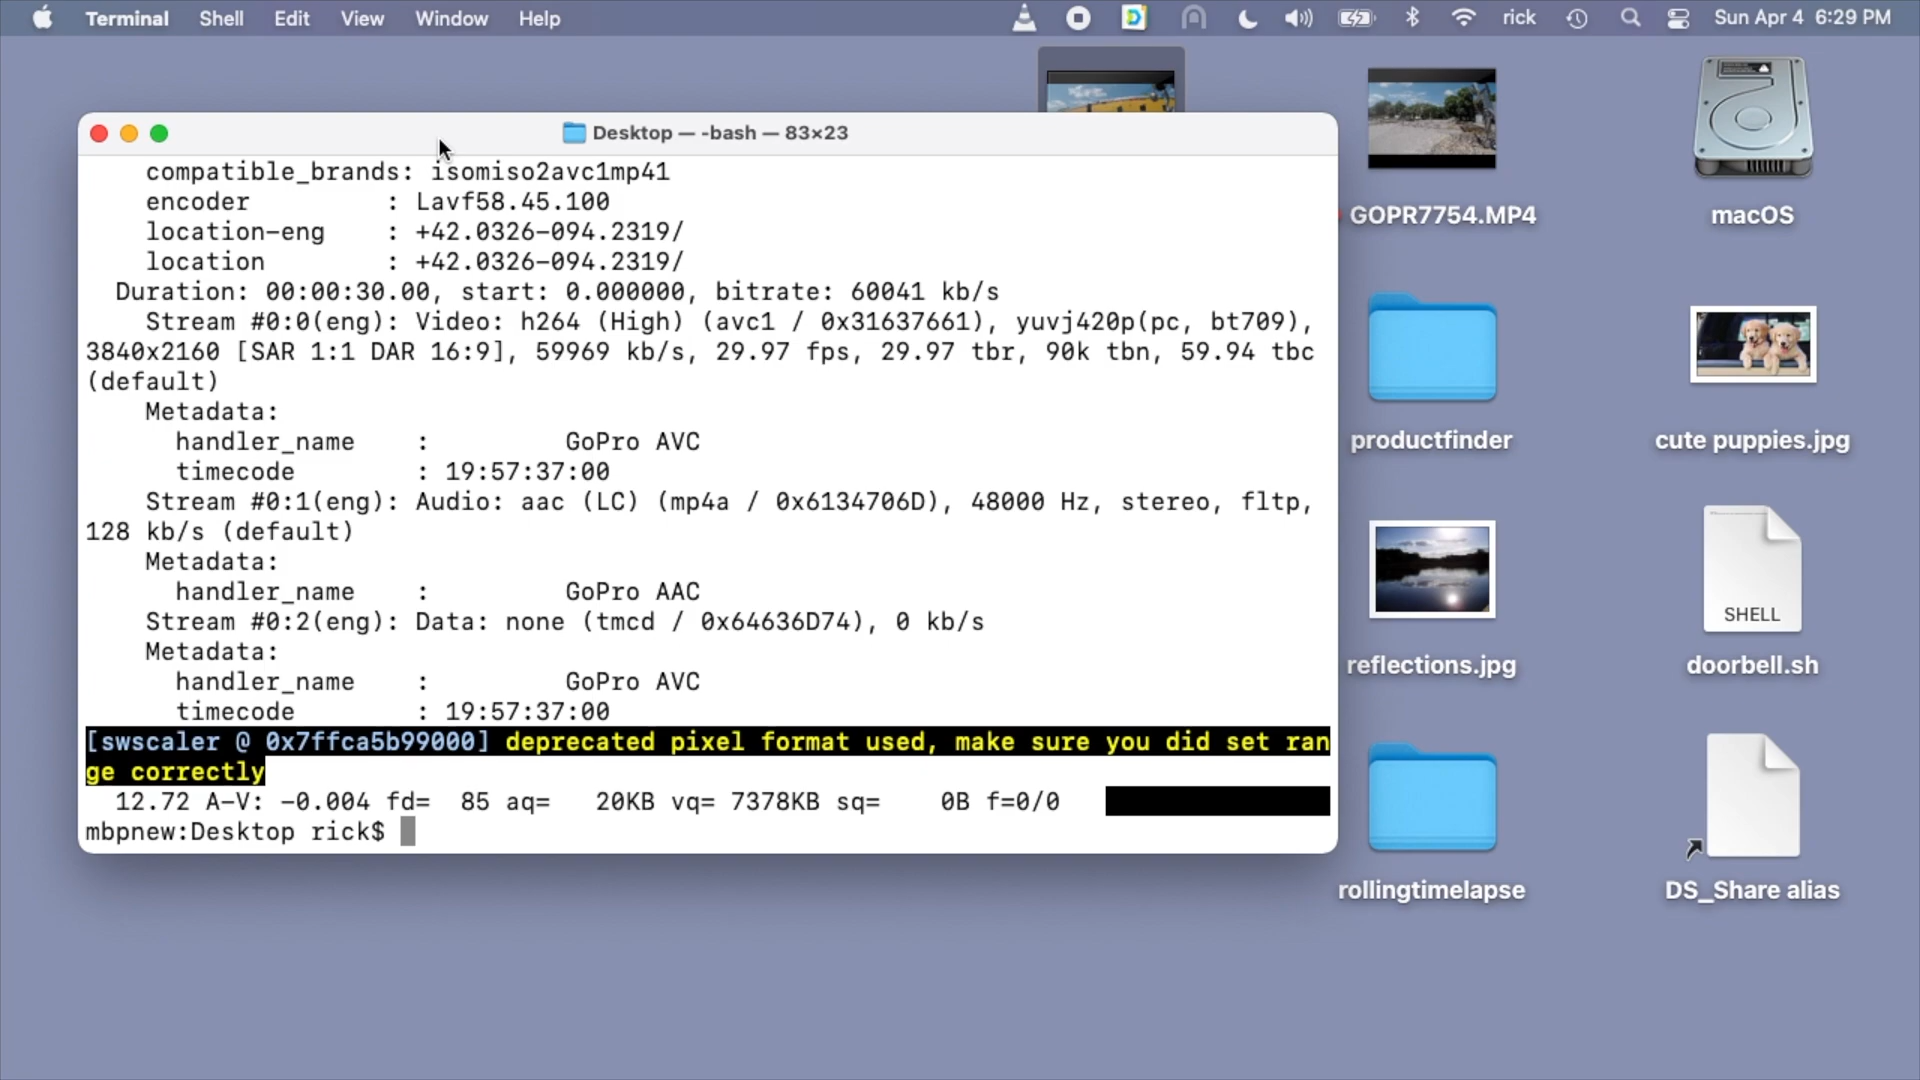 Terminal Shell Edit View Window Help rick Sun Apr 4 6:29 PM
Desktop — -bash — 83×23
compatible_brands: isomiso2avc1mp41
encoder : Lavf58.45.100
location-eng : +42.0326-094.2319/
location : +42.0326-094.2319/
Duration: 00:00:30.00, start: 0.000000, bitrate: 60041 kb/s
Stream #0:0(eng): Video: h264 (High) (avc1 / 0x31637661), yuvj420p(pc, bt709),
3840x2160 [SAR 1:1 DAR 16:9], 59969 kb/s, 29.97 fps, 29.97 tbr, 90k tbn, 59.94 tbc
(default)
Metadata:
handler_name : GoPro AVC
timecode : 19:57:37:00
Stream #0:1(eng): Audio: aac (LC) (mp4a / 0x6134706D), 48000 Hz, stereo, fltp,
128 kb/s (default)
Metadata:
handler_name : GoPro AAC
Stream #0:2(eng): Data: none (tmcd / 0x64636D74), 0 kb/s
Metadata:
handler_name : GoPro AVC
timecode : 19:57:37:00
[swscaler @ 0x7ffca5b99000] deprecated pixel format used, make sure you did set ran
ge correctly
12.72 A-V: -0.004 fd= 85 aq= 20KB vq= 7378KB sq= 0B f=0/0
mbpnew:Desktop rick$
GOPR7754.MP4
macOS
productfinder
cute puppies.jpg
reflections.jpg
SHELL
doorbell.sh
rollingtimelapse
DS_Share alias